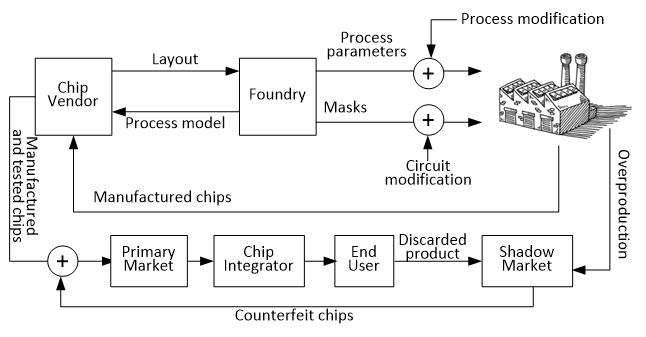 Process modification
Process
parameters
Layout
+
Chip
Vendor
Foundry
Masks
Process model
+
Circuit
modification
Manufactured
and tested chips
Manufactured chips
Overproduction
Discarded
product
+
Primary
Market
Chip
Integrator
End
User
Shadow
Market
Counterfeit chips